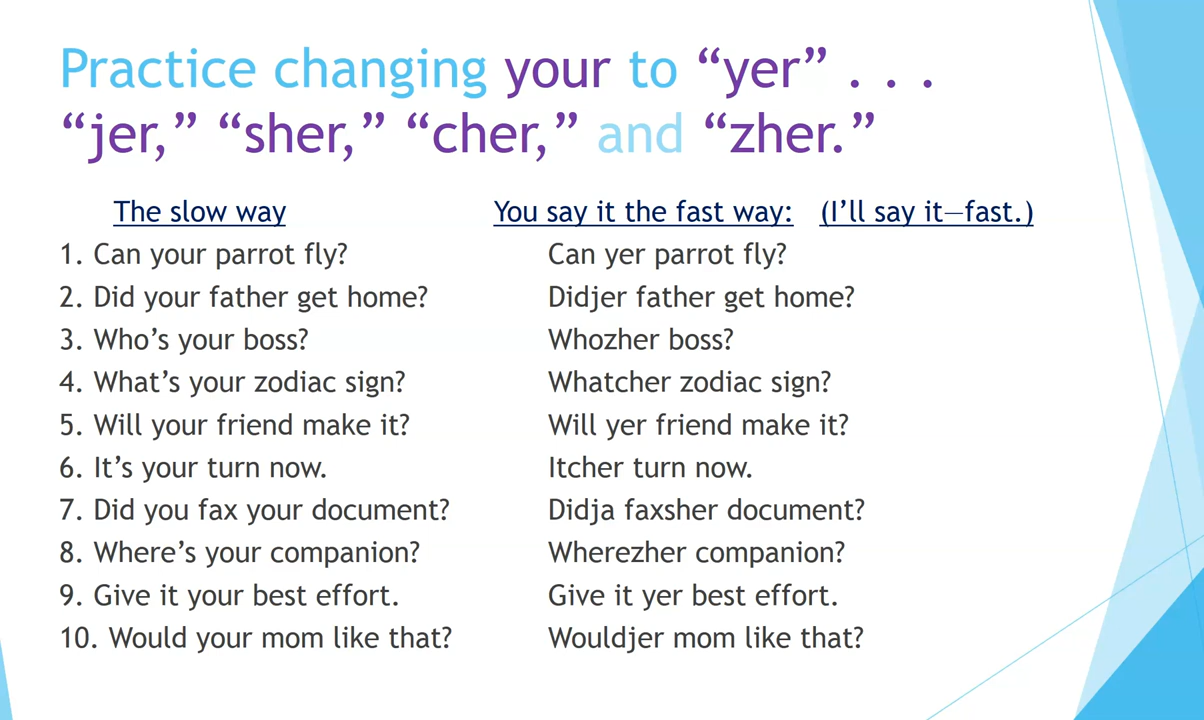 Practice changing your to “yer” . . .
“jer,” “sher,” “cher,” and “zher.”
The slow way You say it the fast way: (I’ll say it—fast.)
1. Can your parrot fly? Can yer parrot fly?
2. Did your father get home? Didjer father get home?
3. Who’s your boss? Whozher boss?
4. What’s your zodiac sign? Whatcher zodiac sign?
5. Will your friend make it? Will yer friend make it?
6. It’s your turn now. Itcher turn now.
7. Did you fax your document? Didja faxsher document?
8. Where’s your companion? Wherezher companion?
9. Give it your best effort. Give it yer best effort.
10. Would your mom like that? Wouldjer mom like that?